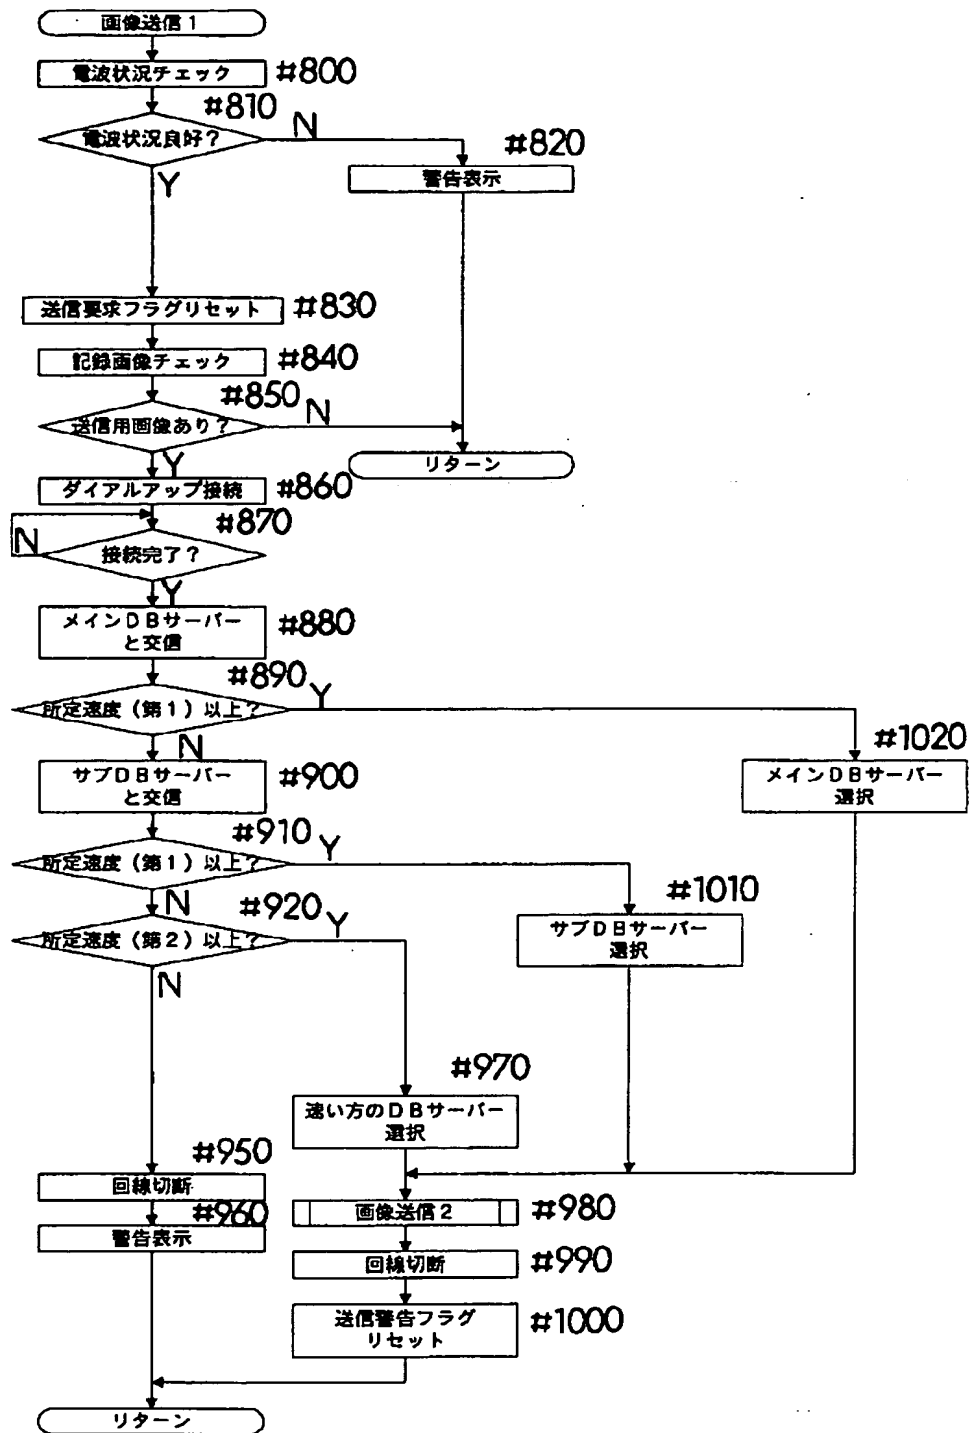 画像送信1
電波状況チェック #800
#810
電波状況良好?
N
Y
#820
警告表示
送信要求フラグリセット #830
記録画像チェック #840
#850
送信用画像あり?
N
Y
リターン
ダイアルアップ接続 #860
#870
N
接続完了?
Y
メインDBサーバー
と交信
#880
#890
所定速度(第1)以上?
Y
N
#1020
メインDBサーバー
選択
サブDBサーバー
と交信
#900
#910
所定速度(第1)以上?
Y
N
#1010
サブDBサーバー
選択
#920
所定速度(第2)以上?
Y
N
#970
速い方のDBサーバー
選択
#950
回線切断
#960
警告表示
画像送信2 #980
回線切断 #990
送信警告フラグ
リセット
#1000
リターン